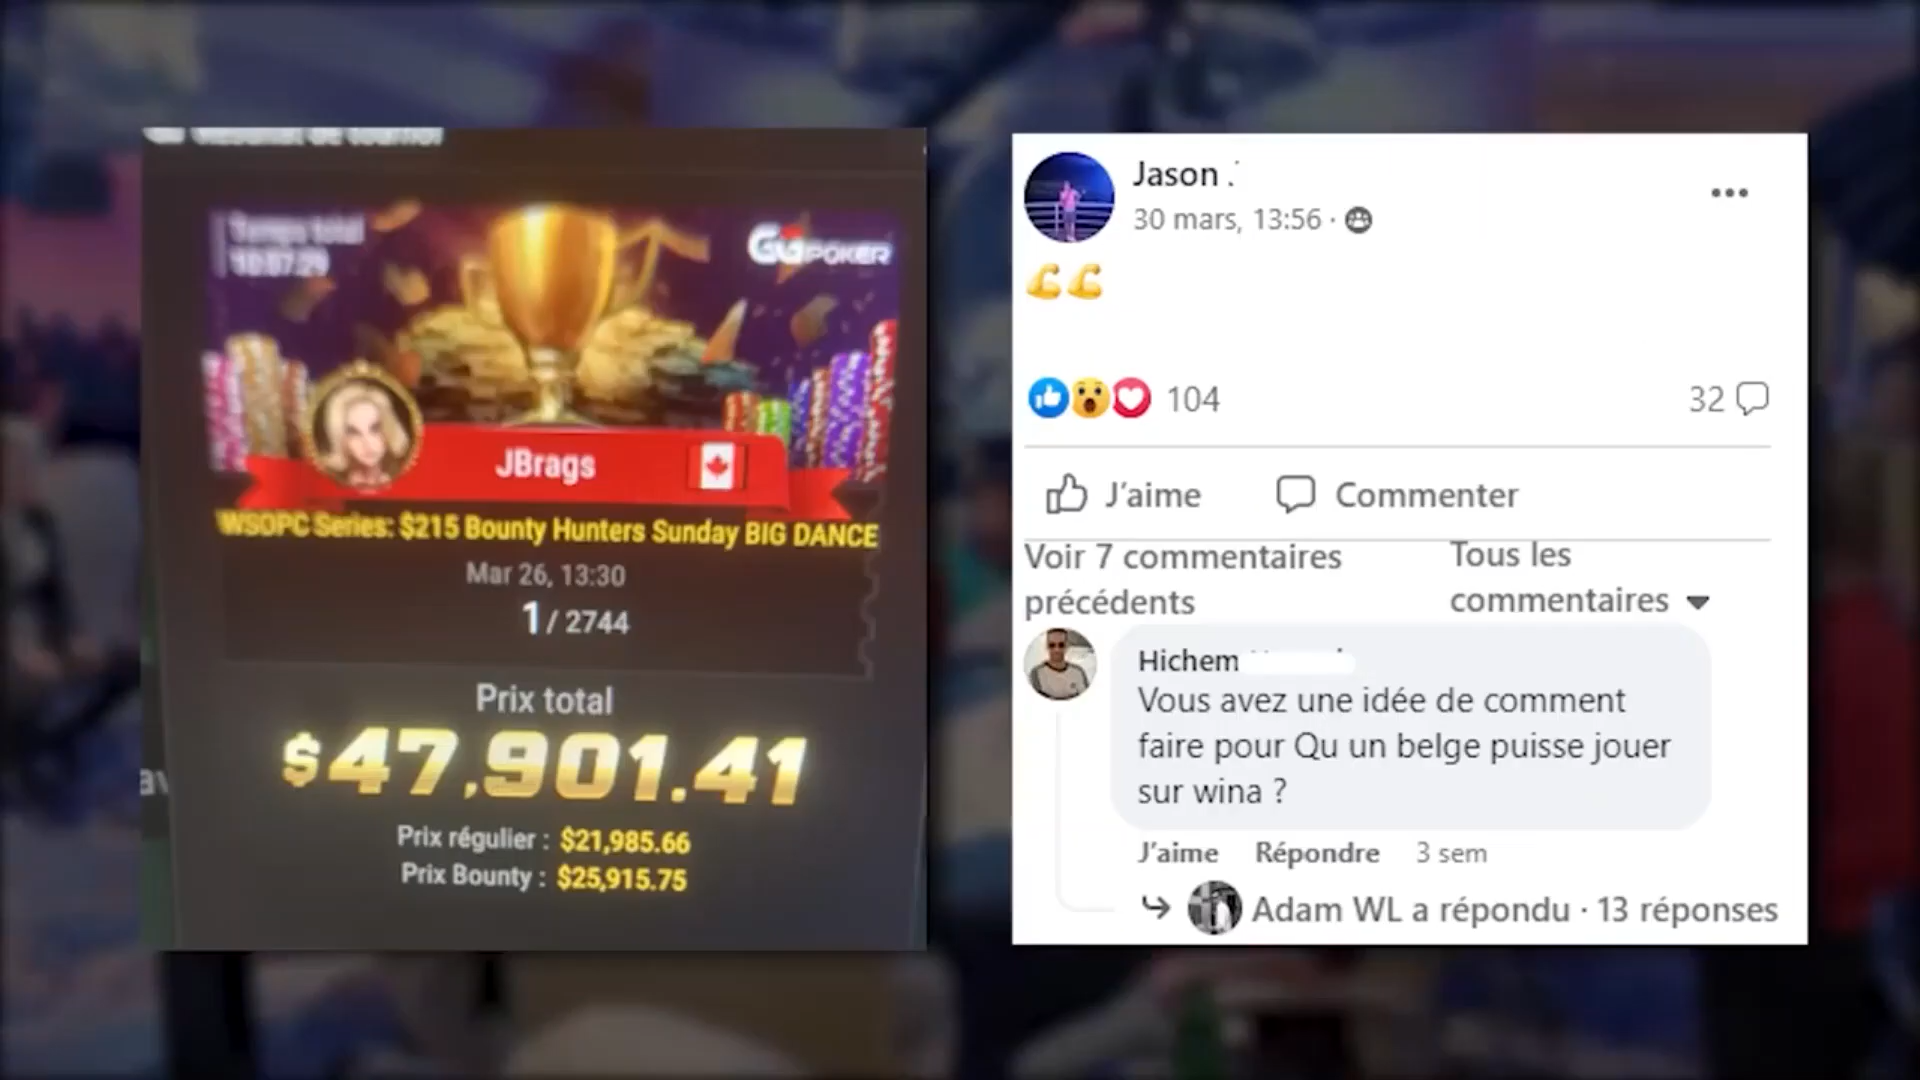 Résultat de tournoi
Temps total
10:57:29
GGPOKER
JBrags
WSOPC Series: $215 Bounty Hunters Sunday BIG DANCE
Mar 26, 13:30
1 / 2744
Prix total
$47,901.41
Prix régulier : $21,985.66
Prix Bounty : $25,915.75
Jason
30 mars, 13:56 ·
104
32
J'aime
Commenter
Voir 7 commentaires
précédents
Tous les
commentaires
Hichem
Vous avez une idée de comment
faire pour Qu un belge puisse jouer
sur wina ?
J'aime Répondre 3 sem
Adam WL a répondu · 13 réponses